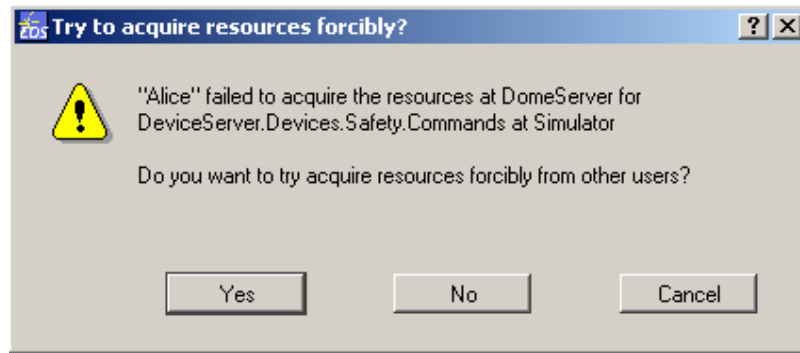 EDS Try to acquire resources forcibly?
"Alice" failed to acquire the resources at DomeServer for
DeviceServer.Devices.Safety.Commands at Simulator
Do you want to try acquire resources forcibly from other users?
Yes No Cancel